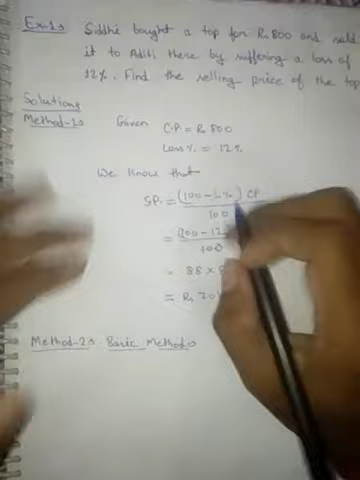 Ex:1:> Siddhi bought a top for Rs 800 and sold
it to Aditi there by suffering a loss of
12%. Find the selling price of the top
Solution:
Method-1:> Given C.P. = Rs 800
Loss% = 12%
We know that
S.P. = (100 - L%) CP
100
= (100 - 12
100
= 88 ×
= Rs 70
Method-2:> Basic Method: